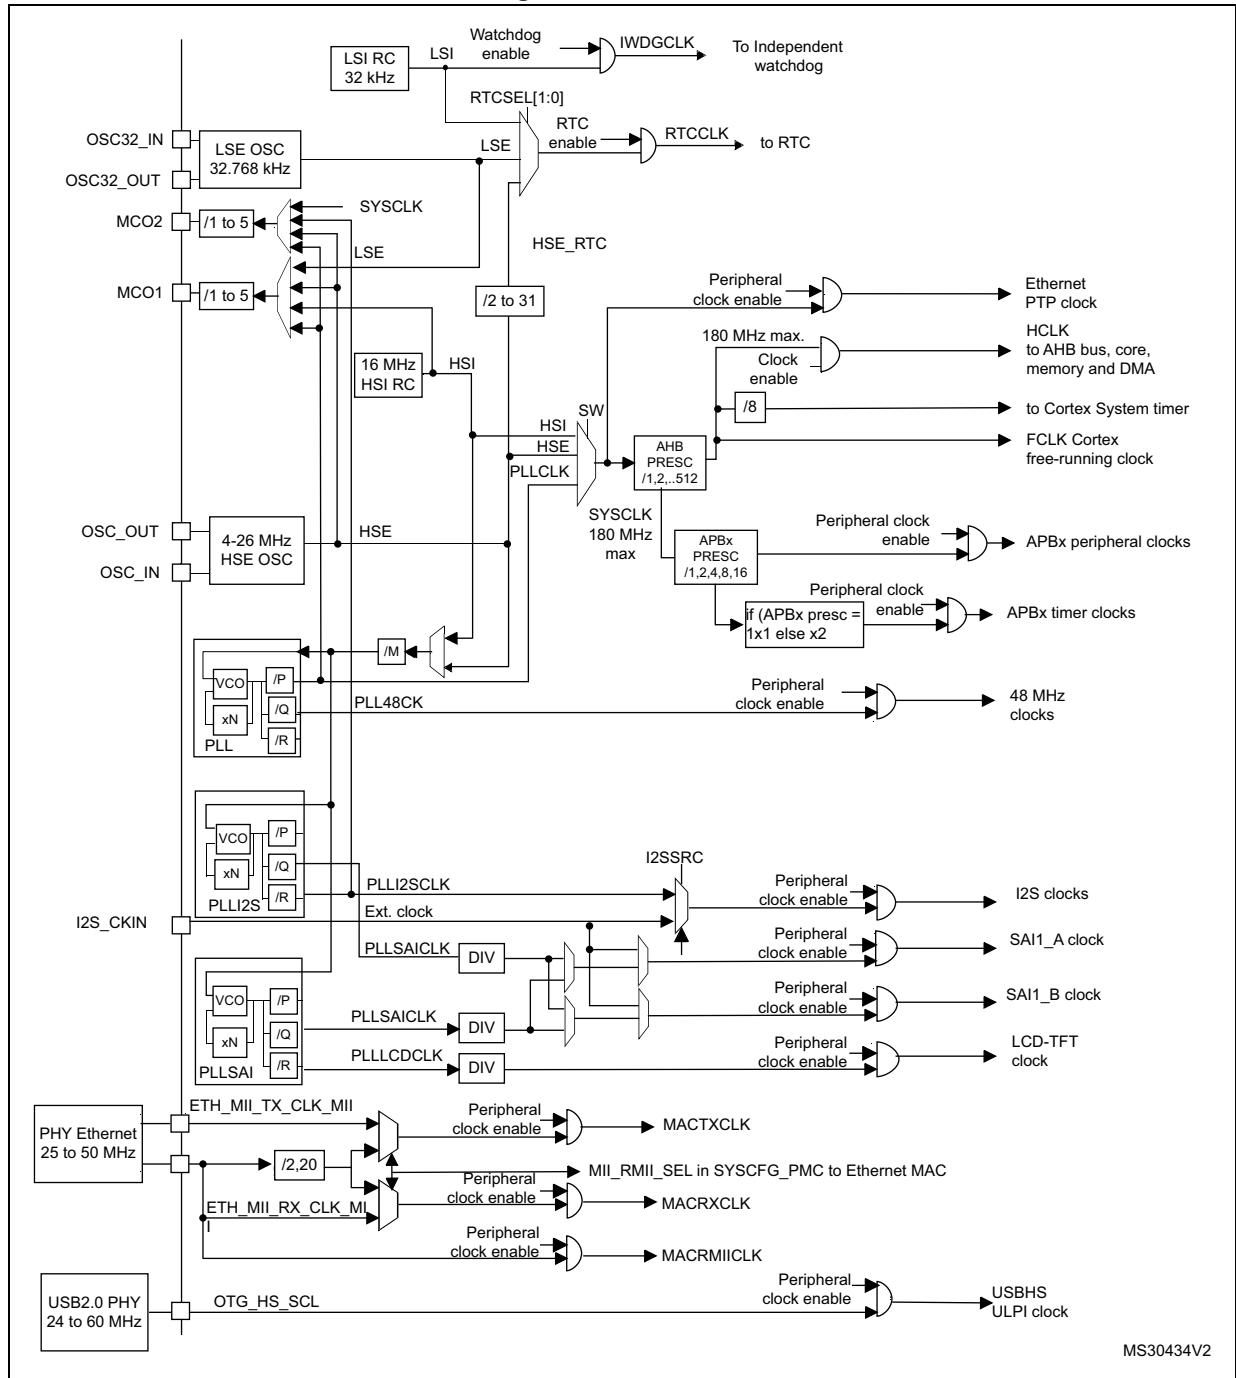 Watchdog
enable
IWDGCLK
To Independent
watchdog
LSI RC
32 kHz
LSI
RTCSEL[1:0]
OSC32_IN
OSC32_OUT
LSE OSC
32.768 kHz
LSE
RTC
enable
RTCCLK
to RTC
MCO2
/1 to 5
SYSCLK
LSE
HSE_RTC
MCO1
/1 to 5
/2 to 31
Peripheral
clock enable
Ethernet
PTP clock
16 MHz
HSI RC
HSI
180 MHz max.
Clock
enable
HCLK
to AHB bus, core,
memory and DMA
/8
to Cortex System timer
SW
HSI
HSE
PLLCLK
AHB
PRESC
/1,2,..512
FCLK Cortex
free-running clock
SYSCLK
180 MHz
max
OSC_OUT
OSC_IN
4-26 MHz
HSE OSC
HSE
APBx
PRESC
/1,2,4,8,16
Peripheral clock
enable
APBx peripheral clocks
if (APBx presc =
1x1 else x2
Peripheral clock
enable
APBx timer clocks
/M
VCO
xN
/P
/Q
/R
PLL
PLL48CK
Peripheral
clock enable
48 MHz
clocks
VCO
xN
/P
/Q
/R
PLLI2S
PLLI2SCLK
I2SSRC
Peripheral
clock enable
I2S clocks
I2S_CKIN
Ext. clock
PLLSAICLK
DIV
Peripheral
clock enable
SAI1_A clock
VCO
xN
/P
/Q
/R
PLLSAI
PLLSAICLK
DIV
Peripheral
clock enable
SAI1_B clock
PLLLCDCLK
DIV
Peripheral
clock enable
LCD-TFT
clock
PHY Ethernet
25 to 50 MHz
ETH_MII_TX_CLK_MII
Peripheral
clock enable
MACTXCLK
/2,20
MII_RMII_SEL in SYSCFG_PMC to Ethernet MAC
ETH_MII_RX_CLK_MI
I
Peripheral
clock enable
MACRXCLK
Peripheral
clock enable
MACRMIICLK
USB2.0 PHY
24 to 60 MHz
OTG_HS_SCL
Peripheral
clock enable
USBHS
ULPI clock
MS30434V2